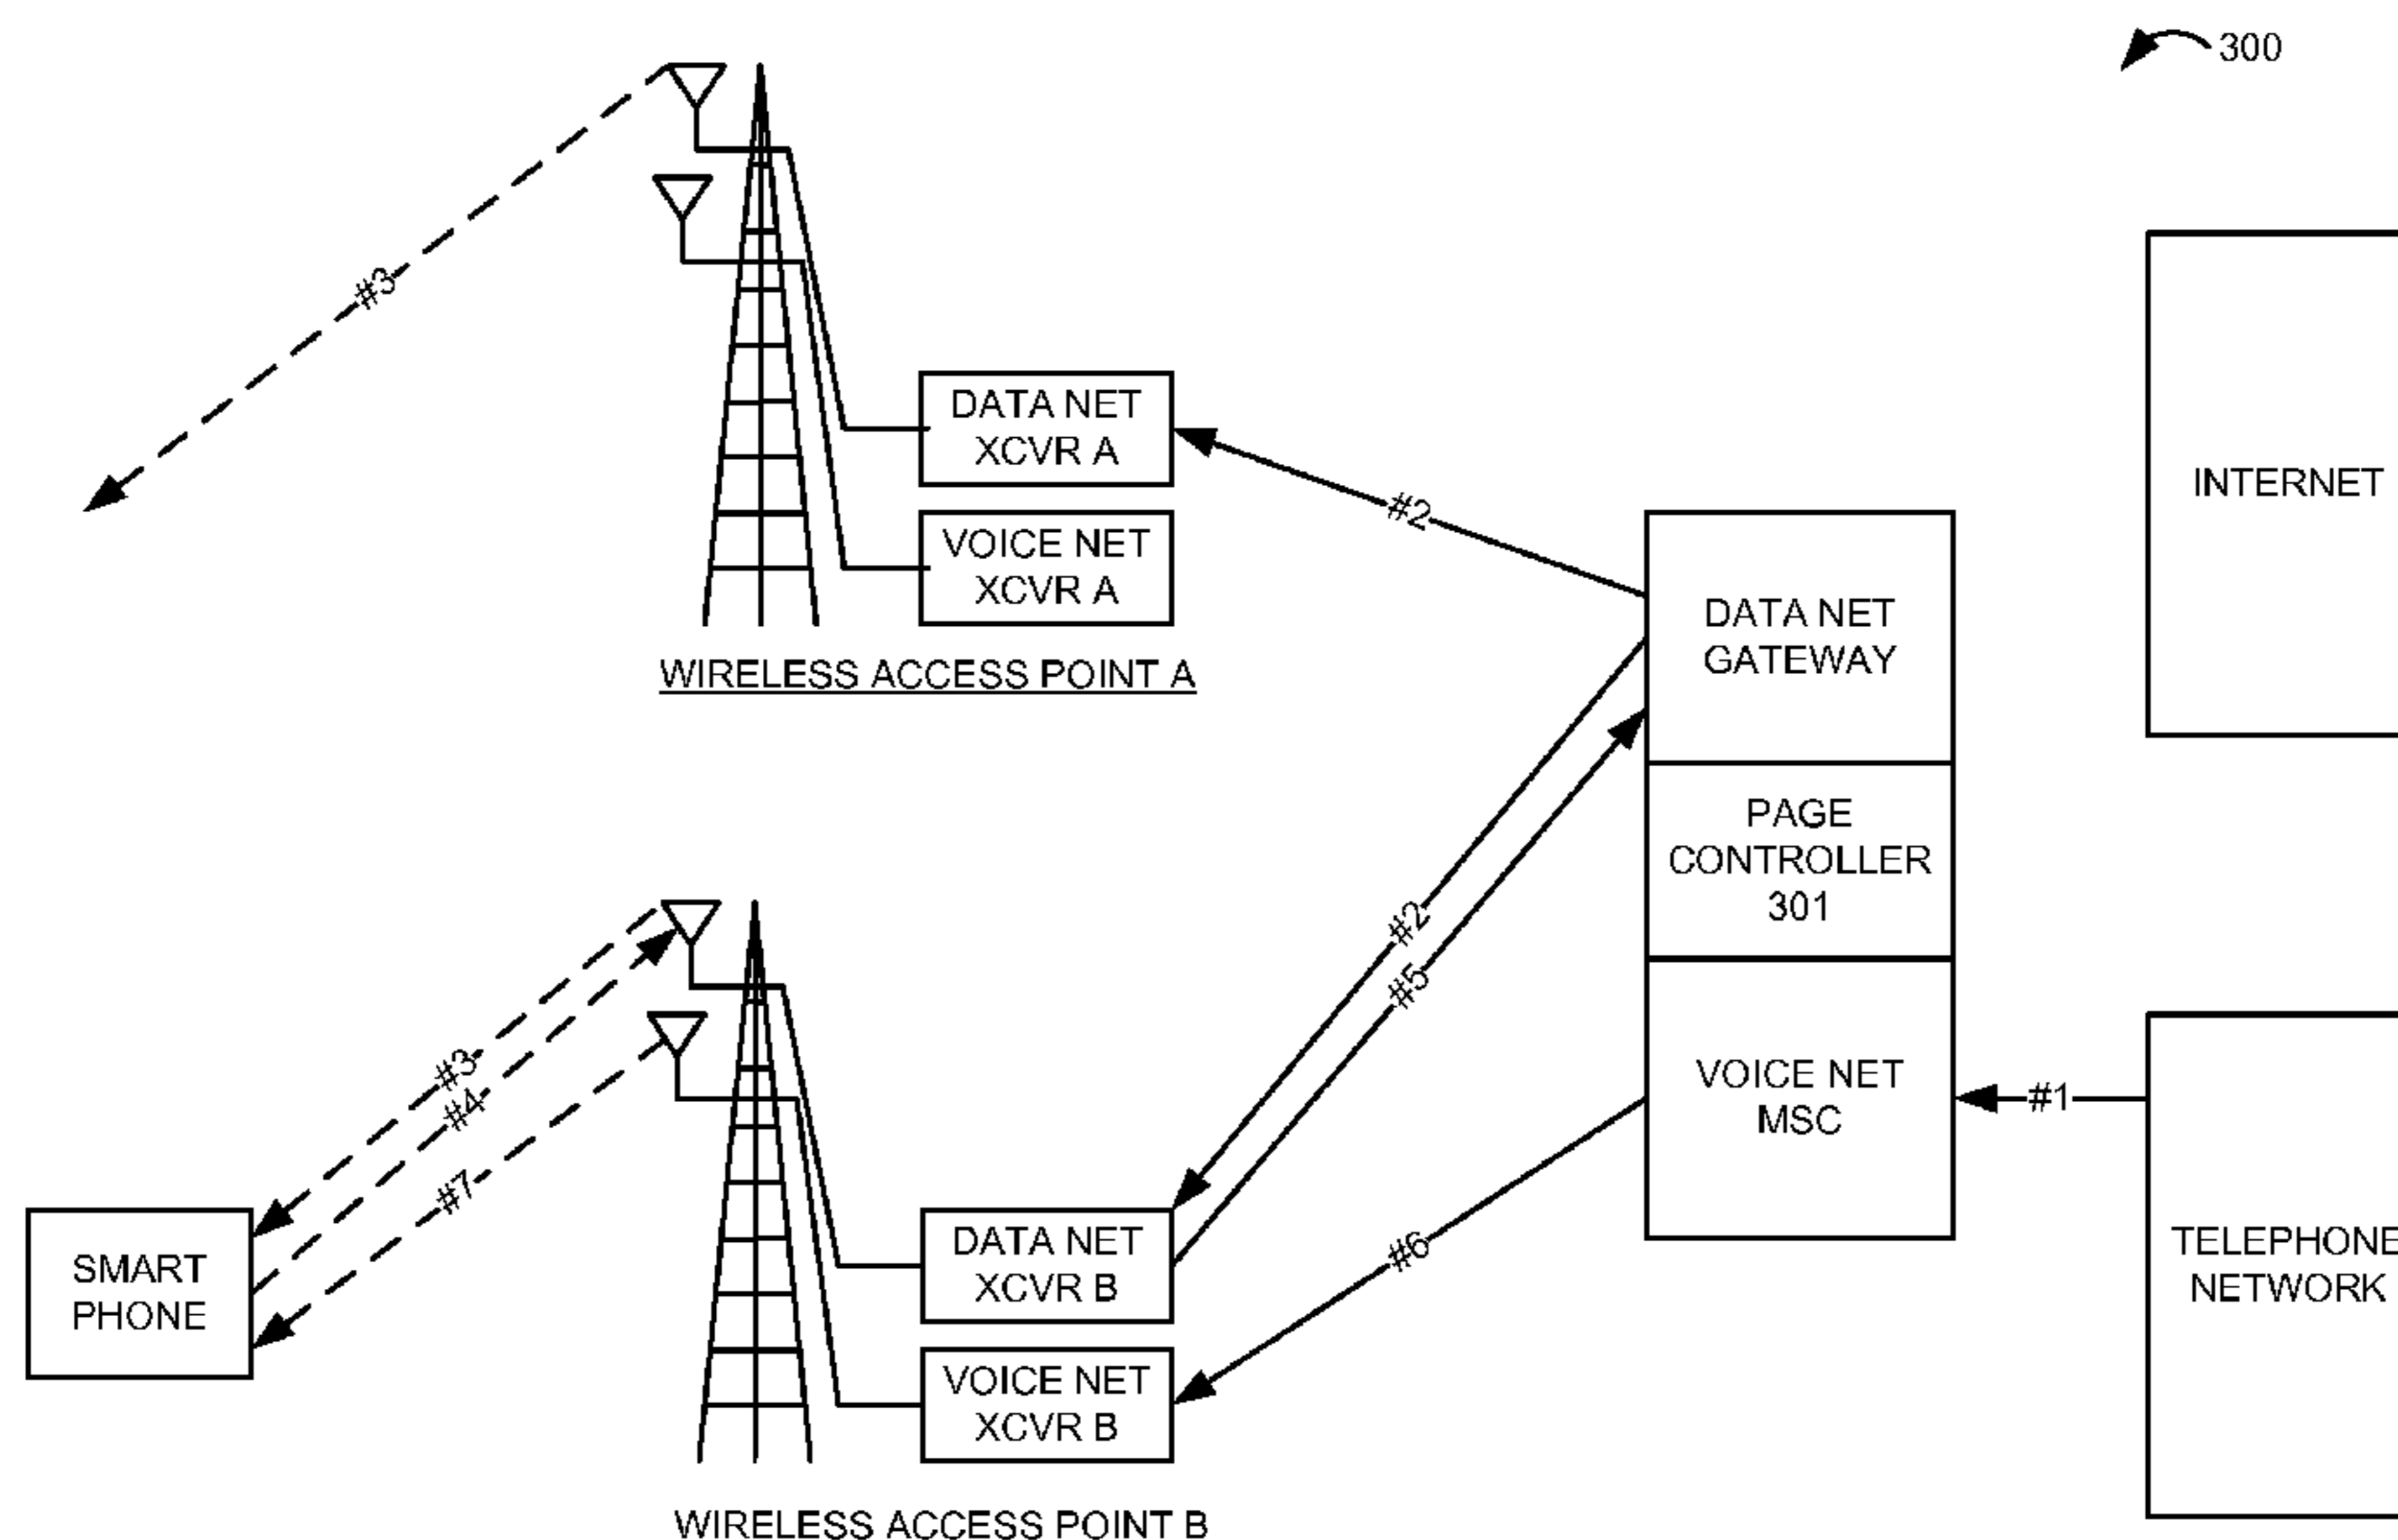 300
#3
DATA NET
XCVR A
VOICE NET
XCVR A
WIRELESS ACCESS POINT A
#2
INTERNET
DATA NET
GATEWAY
PAGE
CONTROLLER
301
VOICE NET
MSC
#1
TELEPHONE
NETWORK
#2
#5
#6
#3
#4
#7
SMART
PHONE
DATA NET
XCVR B
VOICE NET
XCVR B
WIRELESS ACCESS POINT B